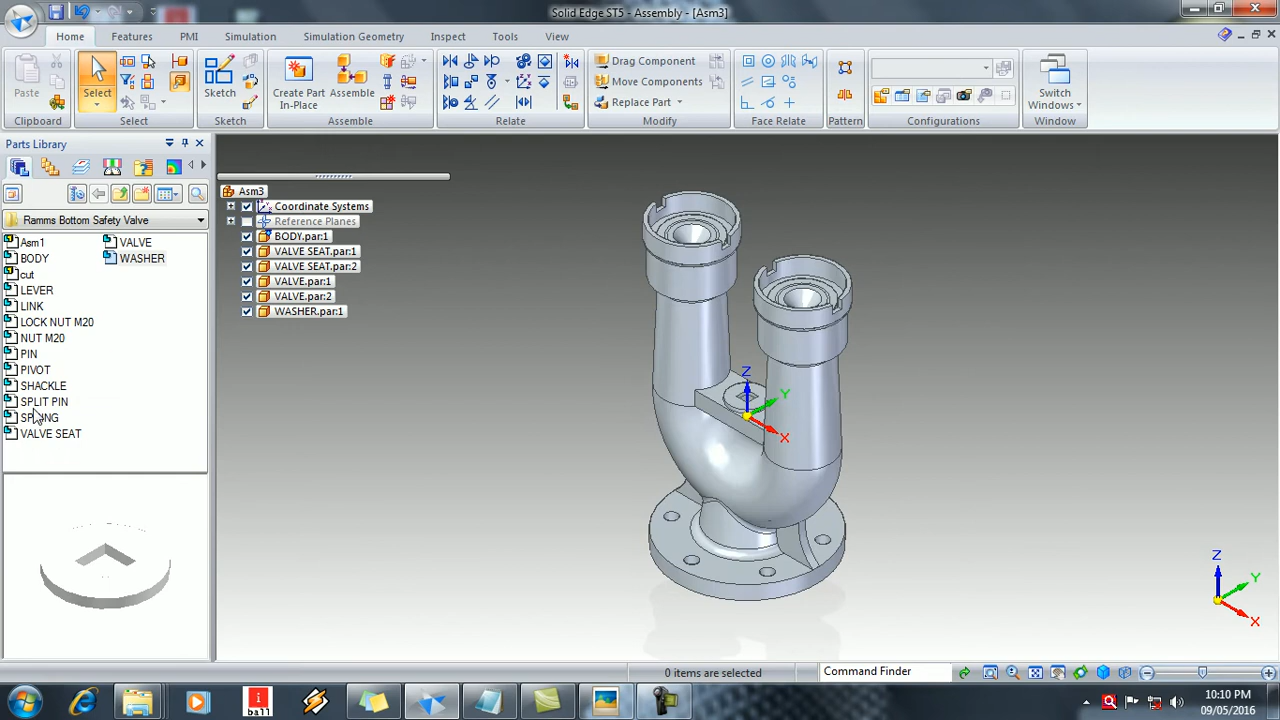 Solid Edge ST5 - Assembly - [Asm3]
Home Features PMI Simulation Simulation Geometry Inspect Tools View
Paste
Select
Sketch
Create Part
In-Place
Assemble
Drag Component
Move Components
Replace Part
Switch
Windows
Clipboard Select Sketch Assemble Relate Modify Face Relate Pattern Configurations Window
Parts Library
Ramms Bottom Safety Valve
Asm1
BODY
cut
LEVER
LINK
LOCK NUT M20
NUT M20
PIN
PIVOT
SHACKLE
SPLIT PIN
SPRING
VALVE SEAT
VALVE
WASHER
Asm3
Coordinate Systems
Reference Planes
BODY.par:1
VALVE SEAT.par:1
VALVE SEAT.par:2
VALVE.par:1
VALVE.par:2
WASHER.par:1
Z
Y
X
Z
Y
X
0 items are selected
Command Finder
i
ball
10:10 PM
09/05/2016